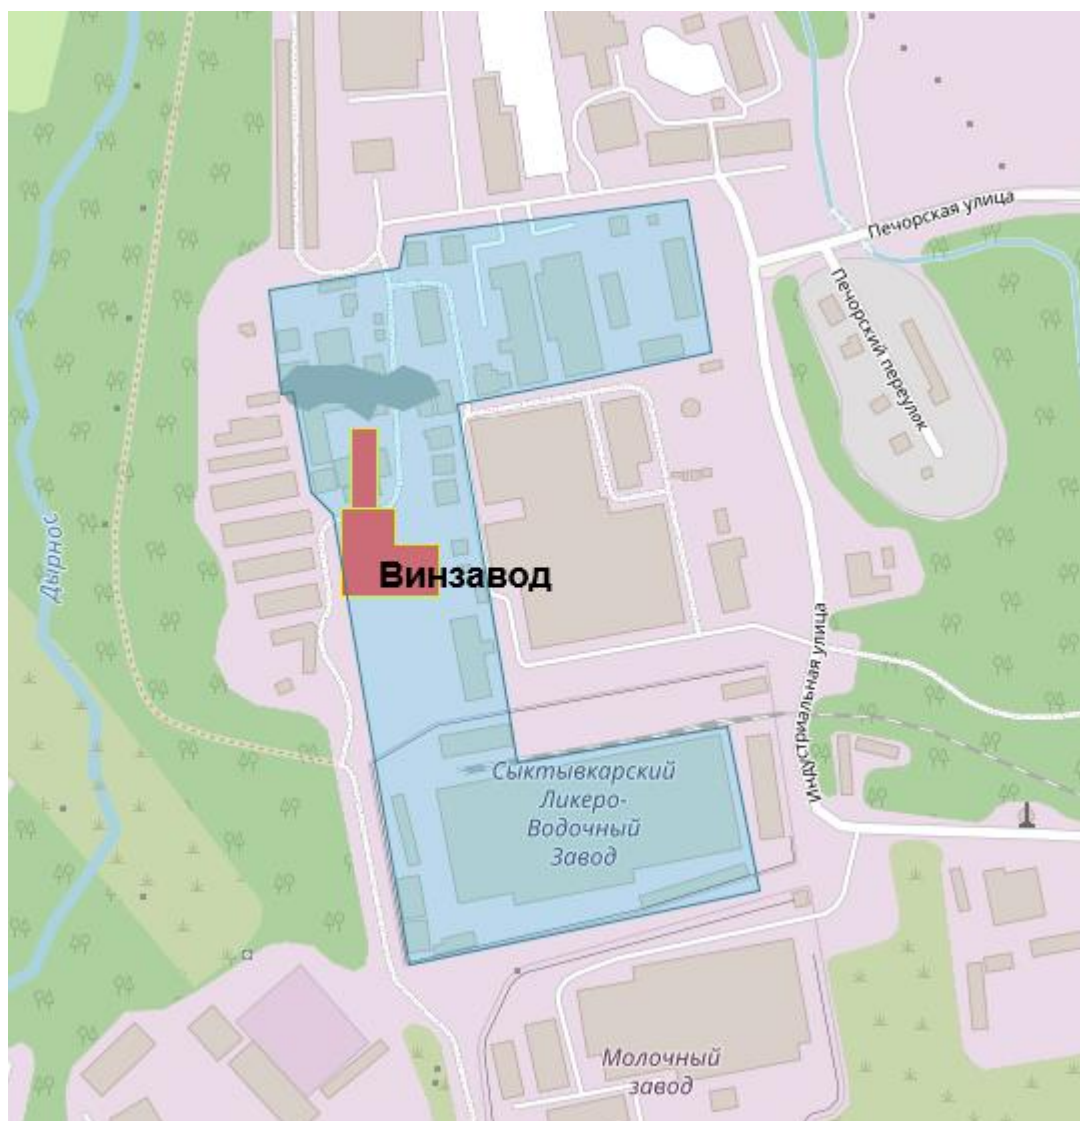 Печорская улица
Печорский переулок
Дырнос
Винзавод
Индустриальная улица
Сыктывкарский
Ликеро-
Водочный
Завод
Молочный
завод